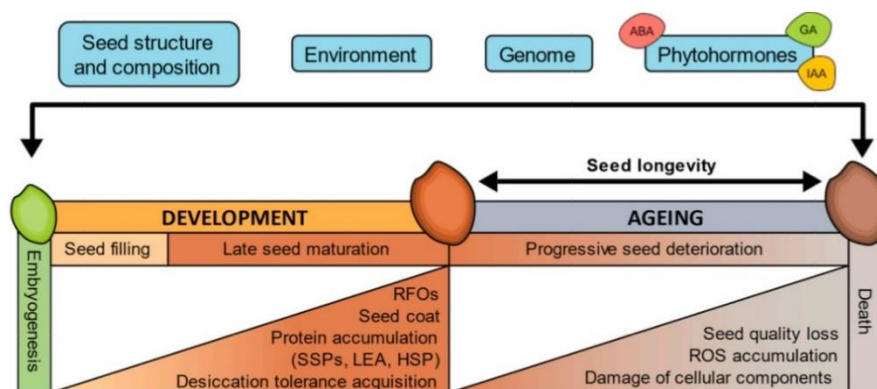 Seed structure
and composition
Environment
Genome
Phytohormones
ABA
GA
IAA
Seed longevity
DEVELOPMENT
AGEING
Embryogenesis
Seed filling
Late seed maturation
Progressive seed deterioration
Death
RFOs
Seed coat
Protein accumulation
(SSPs, LEA, HSP)
Desiccation tolerance acquisition
Seed quality loss
ROS accumulation
Damage of cellular components